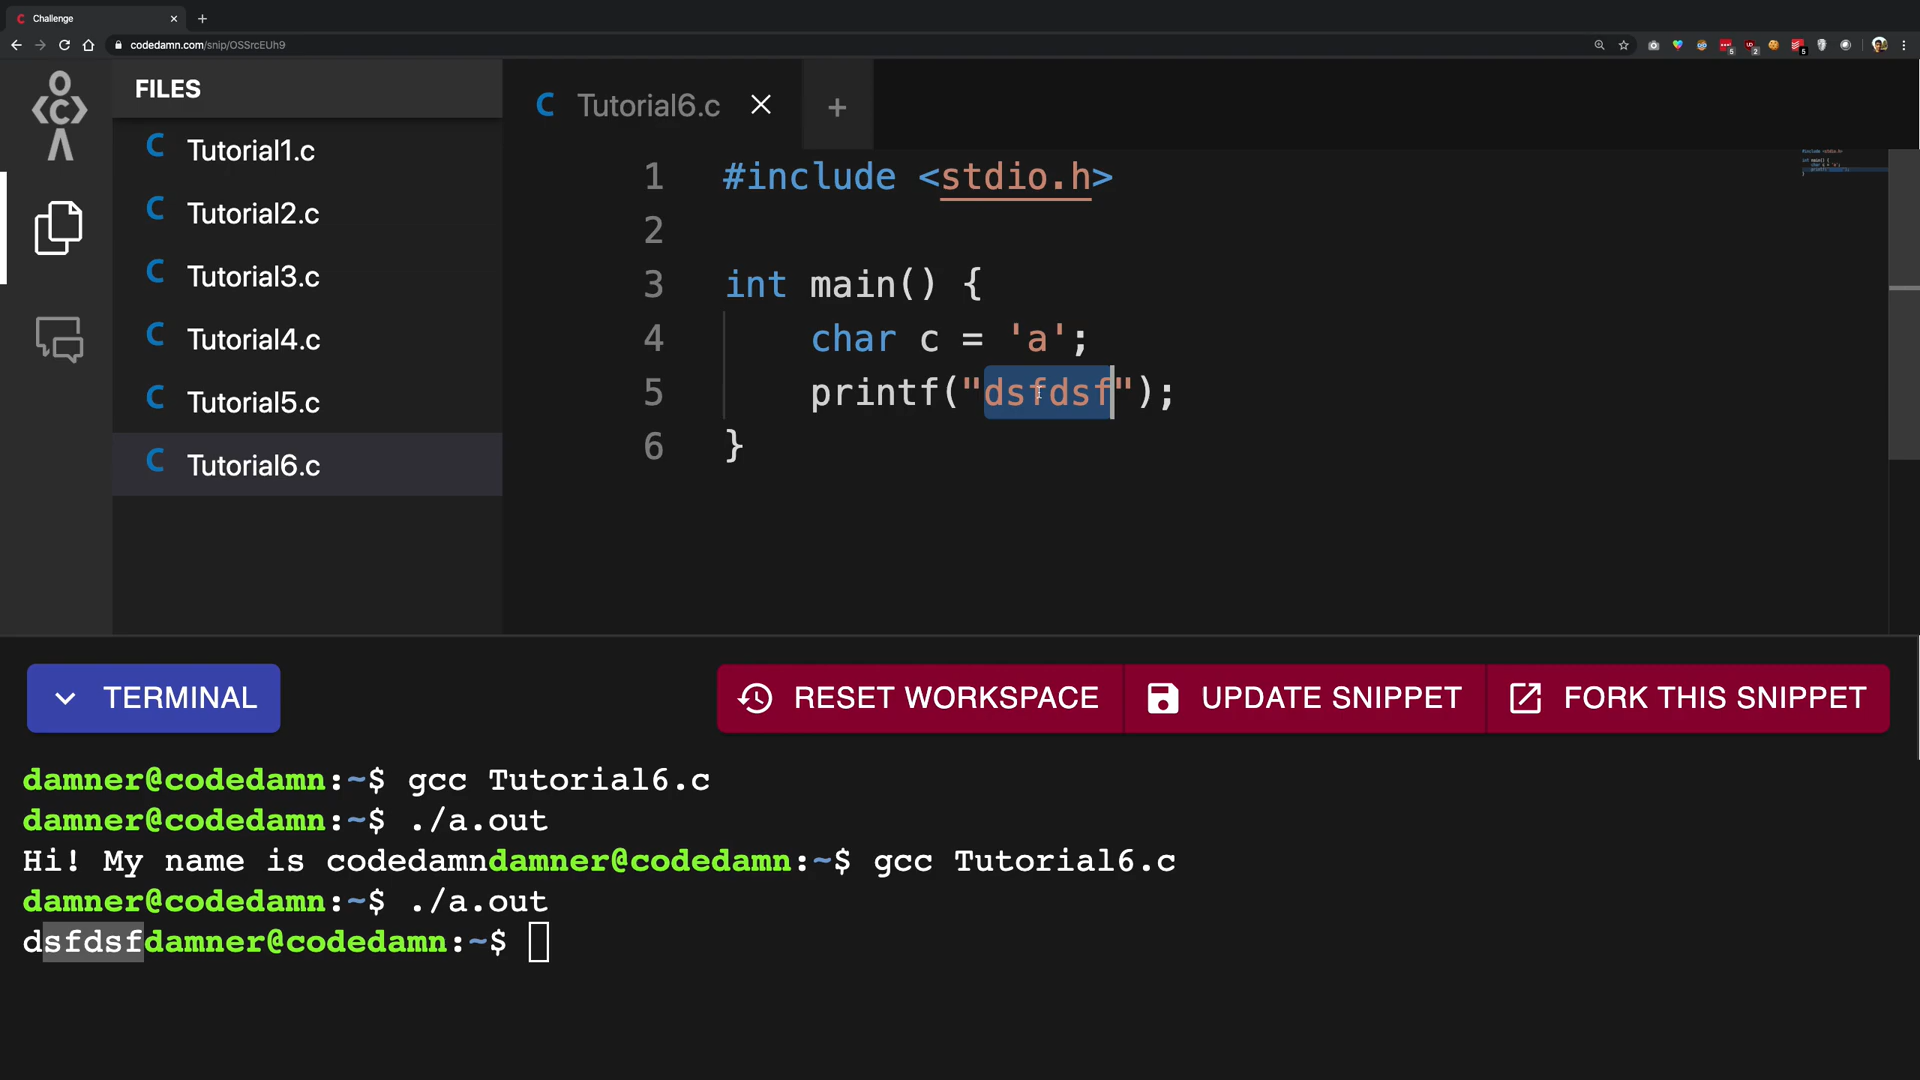 Challenge
codedamn.com/snip/OSSrcEUh9
FILES
Tutorial1.c
Tutorial2.c
Tutorial3.c
Tutorial4.c
Tutorial5.c
Tutorial6.c
Tutorial6.c
1 #include <stdio.h>
2
3 int main() {
4 char c = 'a';
5 printf("dsfdsf");
6 }
TERMINAL
RESET WORKSPACE
UPDATE SNIPPET
FORK THIS SNIPPET
damner@codedamn:~$ gcc Tutorial6.c
damner@codedamn:~$ ./a.out
Hi! My name is codedamndamner@codedamn:~$ gcc Tutorial6.c
damner@codedamn:~$ ./a.out
dsfdsfdamner@codedamn:~$